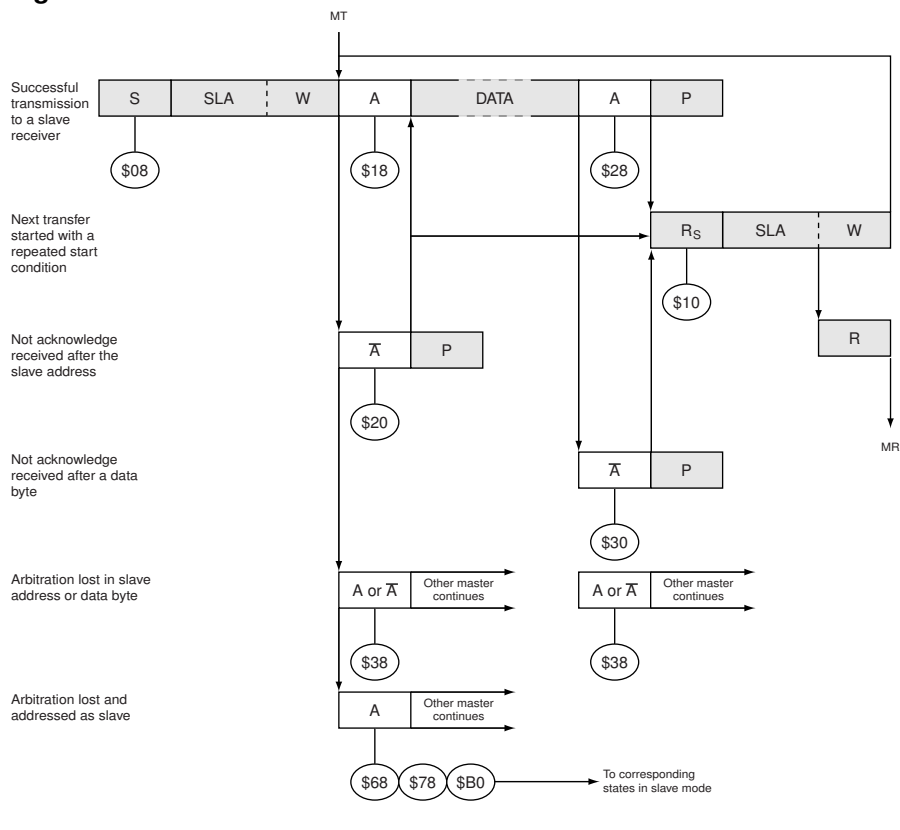 MT
Successful
transmission
to a slave
receiver
S SLA W A DATA A P
$08 $18 $28
Next transfer
started with a
repeated start
condition
RS SLA W
$10
Not acknowledge
received after the
slave address
A̅ P
R
$20
MR
Not acknowledge
received after a data
byte
A̅ P
$30
Arbitration lost in slave
address or data byte
A or A̅ Other master
continues
A or A̅ Other master
continues
$38 $38
Arbitration lost and
addressed as slave
A Other master
continues
$68 $78 $B0
To corresponding
states in slave mode